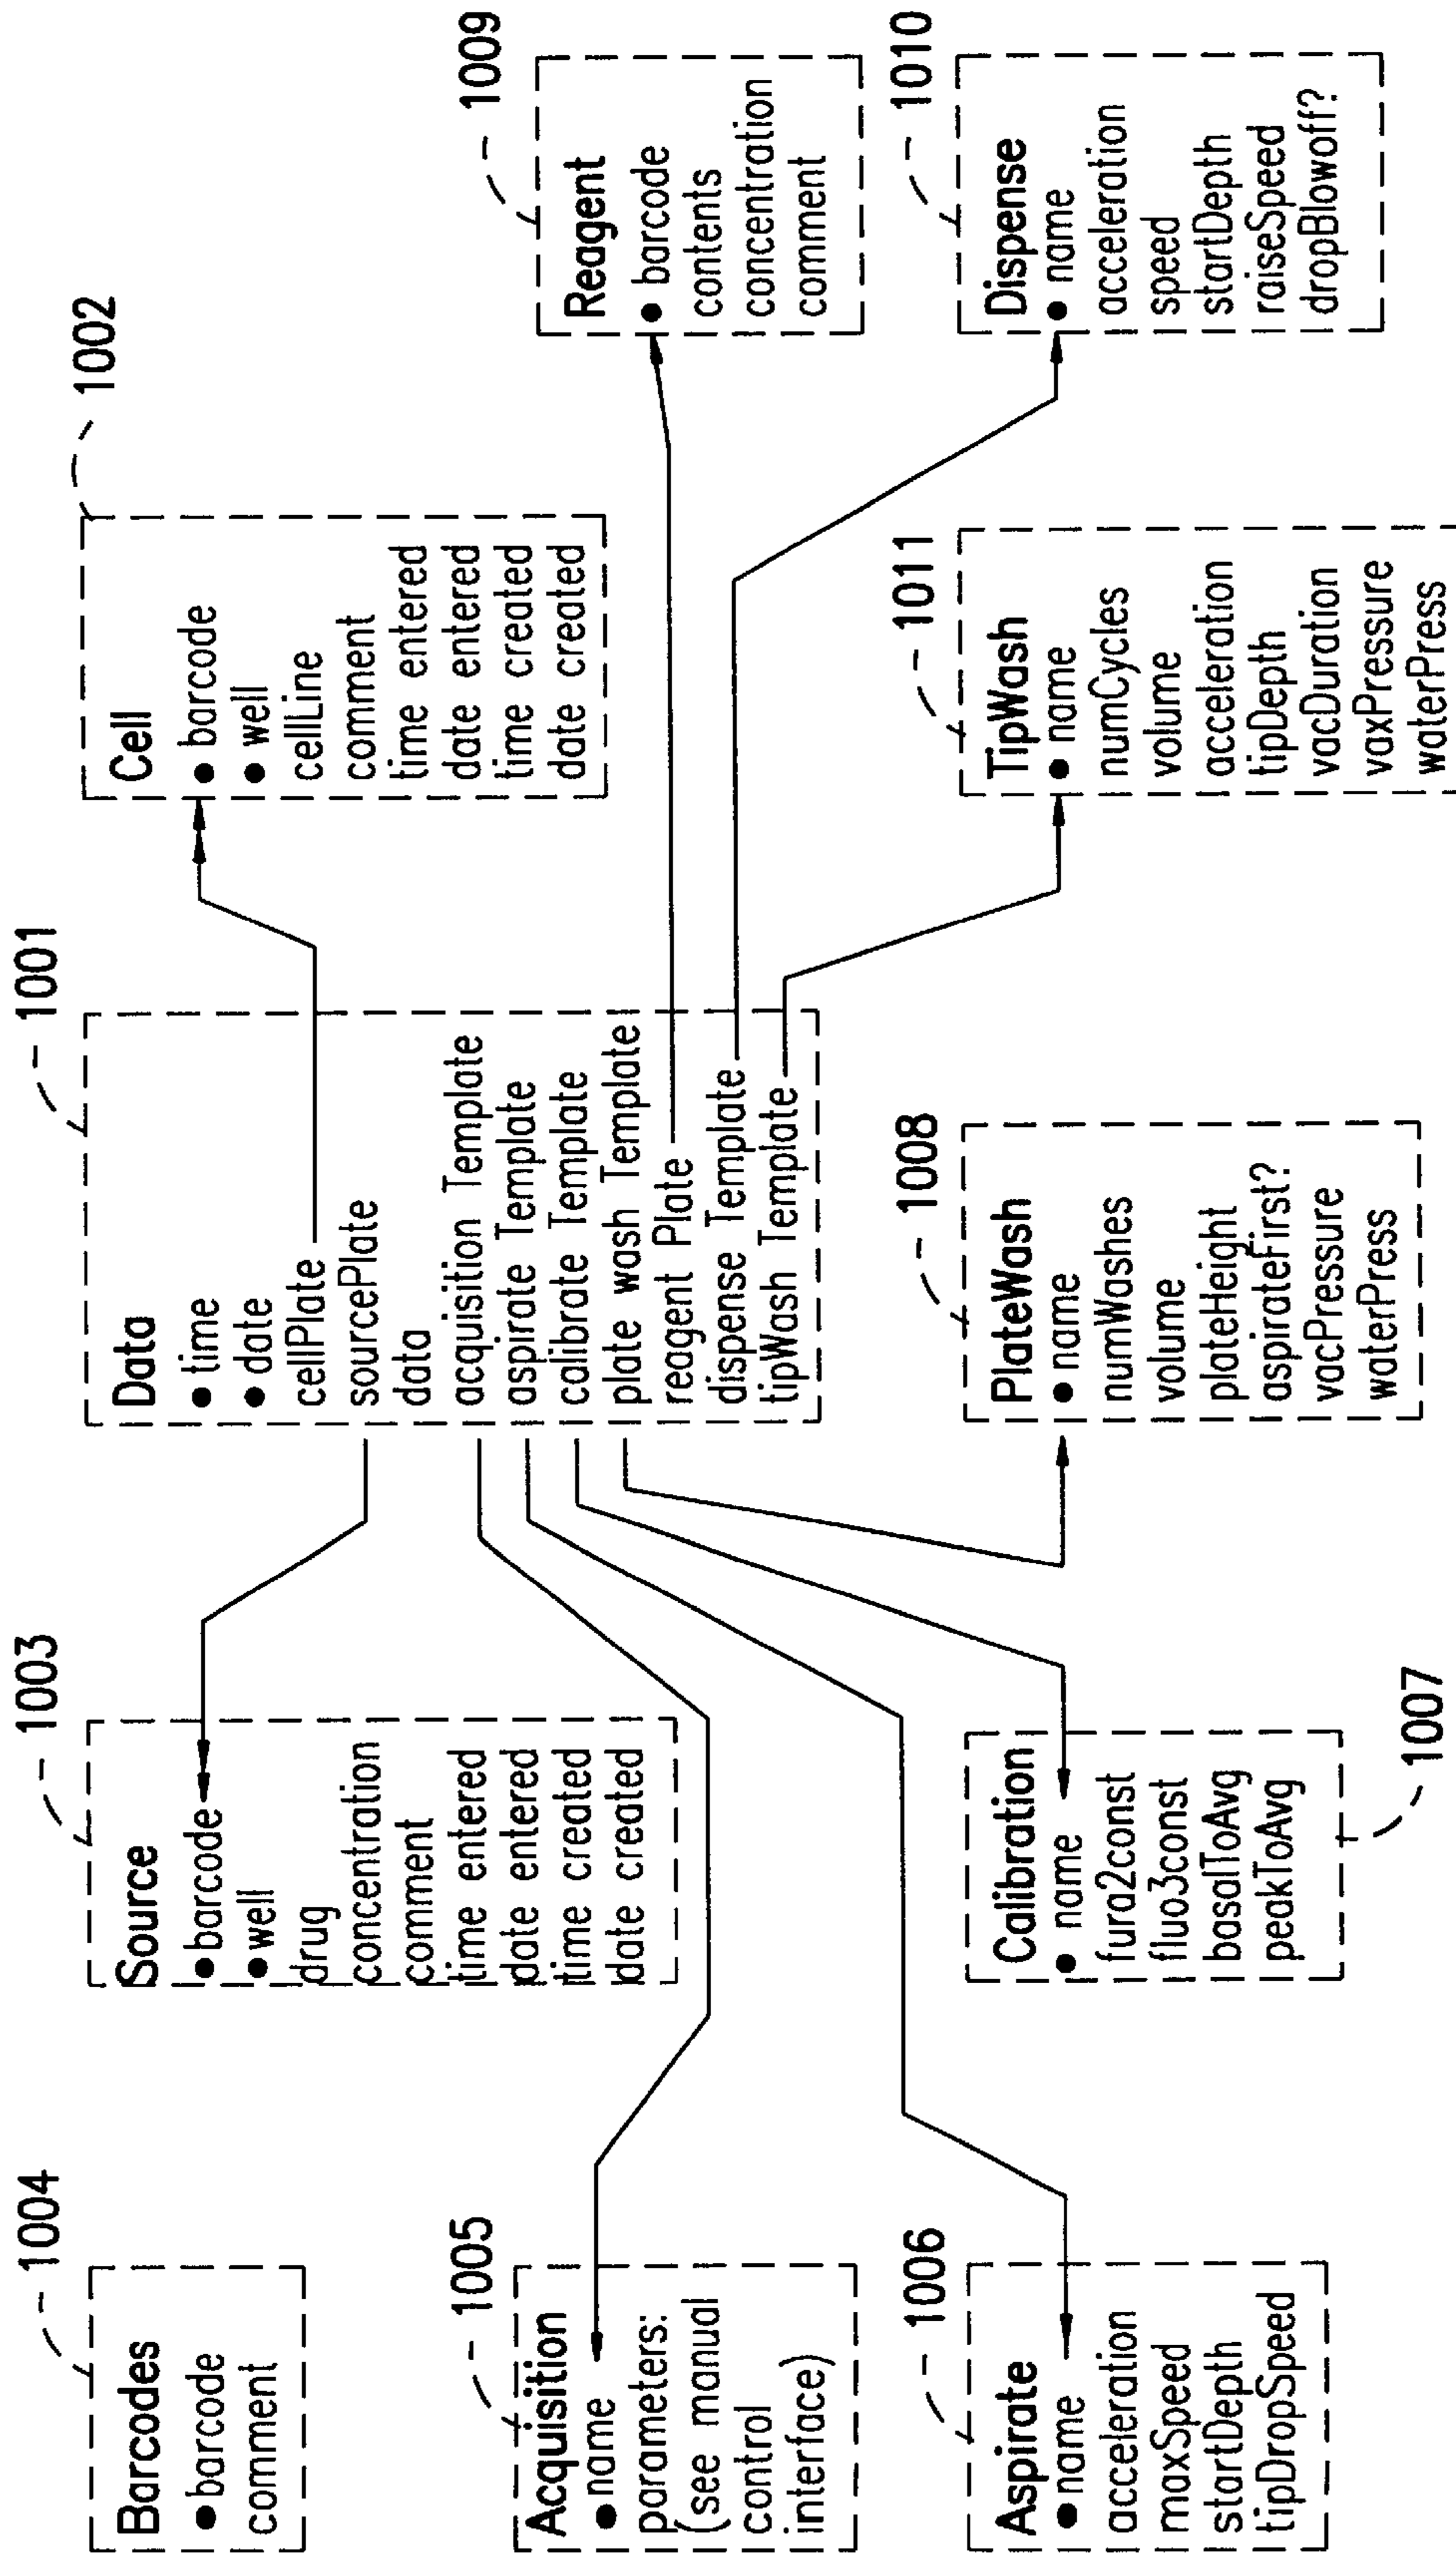 1004
Barcodes
• barcode
comment
1003
Source
• barcode
• well
drug
concentration
comment
time entered
date entered
time created
date created
1001
Data
• time
• date
cellPlate
sourcePlate
data
acquisition Template
aspirate Template
calibrate Template
plate wash Template
reagent Plate
dispense Template
tipWash Template
1002
Cell
• barcode
• well
cellLine
comment
time entered
date entered
time created
date created
1009
Reagent
• barcode
contents
concentration
comment
1005
Acquisition
• name
parameters:
(see manual
control
interface)
1006
Aspirate
• name
acceleration
maxSpeed
startDepth
tipDropSpeed
Calibration
• name
fura2const
fluo3const
basalToAvg
peakToAvg
1007
1008
PlateWash
• name
numWashes
volume
plateHeight
aspirateFirst?
vacPressure
waterPress
1011
TipWash
• name
numCycles
volume
acceleration
tipDepth
vacDuration
vaxPressure
waterPress
1010
Dispense
• name
acceleration
speed
startDepth
raiseSpeed
dropBlowoff?